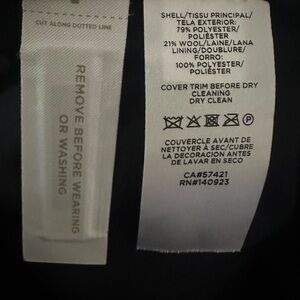 CUT ALONG DOTTED LINE
REMOVE BEFORE WEARING
OR WASHING
SHELL/TISSU PRINCIPAL/
TELA EXTERIOR:
79% POLYESTER/
POLIÉSTER
21% WOOL/LAINE/LANA
LINING/DOUBLURE/
FORRO:
100% POLYESTER/
POLIÉSTER
COVER TRIM BEFORE DRY
CLEANING
DRY CLEAN
P
COUVERCLE AVANT DE
NETTOYER À SEC/CUBRE
LA DECORACION ANTES
DE LAVAR EN SECO
CA#57421
RN#140923